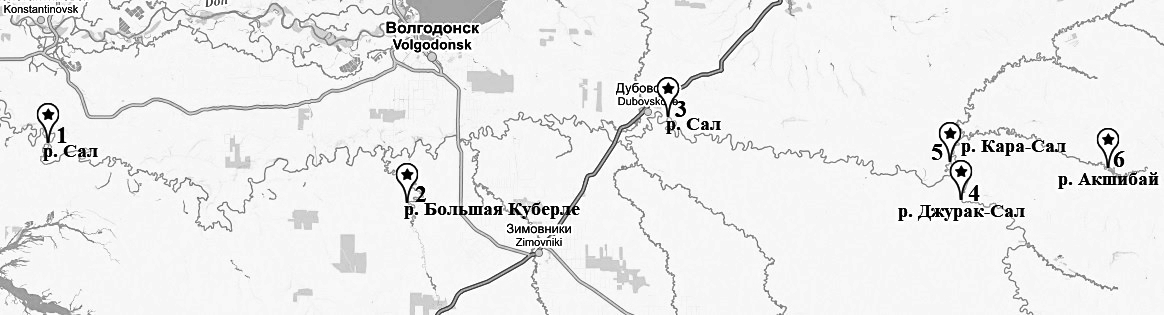 Konstantinovsk
Don
Волгодонск
Volgodonsk
Дубовское
Dubovskoe
1
р. Сал
2
р. Большая Куберле
Зимовники
Zimovniki
3
р. Сал
5
р. Кара-Сал
4
р. Джурак-Сал
6
р. Акшибай